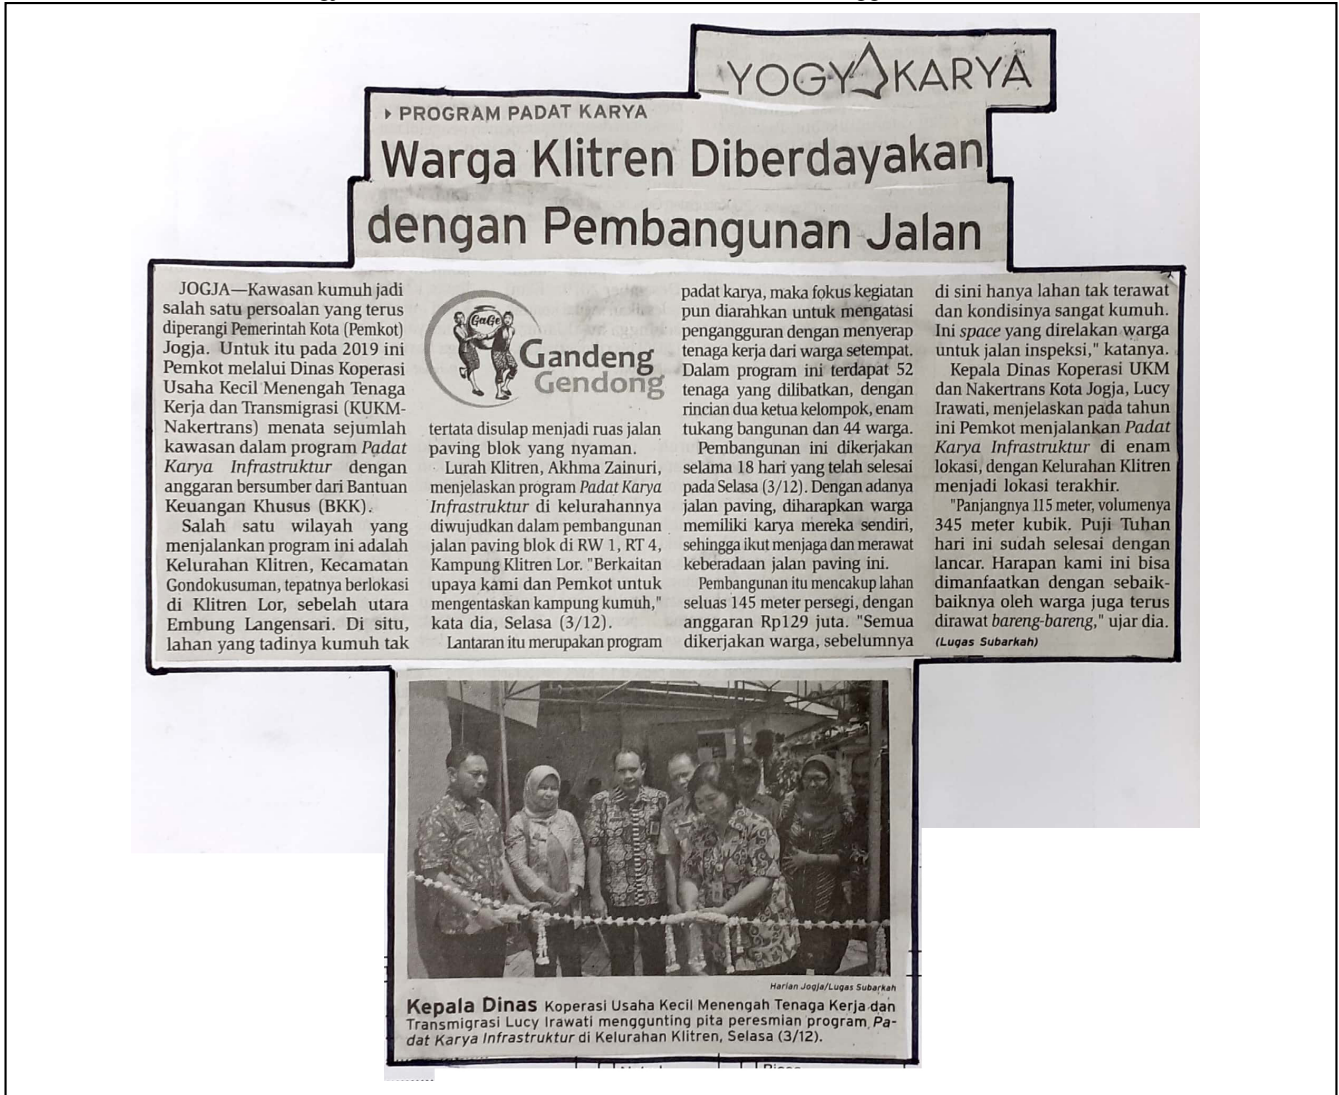 YOGYAKARYA
PROGRAM PADAT KARYA
Warga Klitren Diberdayakan
dengan Pembangunan Jalan
JOGJA—Kawasan kumuh jadi
salah satu persoalan yang terus
diperangi Pemerintah Kota (Pemkot)
Jogja. Untuk itu pada 2019 ini
Pemkot melalui Dinas Koperasi
Usaha Kecil Menengah Tenaga
Kerja dan Transmigrasi (KUKM-
Nakertrans) menata sejumlah
kawasan dalam program Padat
Karya Infrastruktur dengan
anggaran bersumber dari Bantuan
Keuangan Khusus (BKK).
Salah satu wilayah yang
menjalankan program ini adalah
Kelurahan Klitren, Kecamatan
Gondokusuman, tepatnya berlokasi
di Klitren Lor, sebelah utara
Embung Langensari. Di situ,
lahan yang tadinya kumuh tak
GaGe
Gandeng
Gendong
tertata disulap menjadi ruas jalan
paving blok yang nyaman.
Lurah Klitren, Akhma Zainuri,
menjelaskan program Padat Karya
Infrastruktur di kelurahannya
diwujudkan dalam pembangunan
jalan paving blok di RW 1, RT 4,
Kampung Klitren Lor. "Berkaitan
upaya kami dan Pemkot untuk
mengentaskan kampung kumuh,"
kata dia, Selasa (3/12).
Lantaran itu merupakan program
padat karya, maka fokus kegiatan
pun diarahkan untuk mengatasi
pengangguran dengan menyerap
tenaga kerja dari warga setempat.
Dalam program ini terdapat 52
tenaga yang dilibatkan, dengan
rincian dua ketua kelompok, enam
tukang bangunan dan 44 warga.
Pembangunan ini dikerjakan
selama 18 hari yang telah selesai
pada Selasa (3/12). Dengan adanya
jalan paving, diharapkan warga
memiliki karya mereka sendiri,
sehingga ikut menjaga dan merawat
keberadaan jalan paving ini.
Pembangunan itu mencakup lahan
seluas 145 meter persegi, dengan
anggaran Rp129 juta. "Semua
dikerjakan warga, sebelumnya
di sini hanya lahan tak terawat
dan kondisinya sangat kumuh.
Ini space yang direlakan warga
untuk jalan inspeksi," katanya.
Kepala Dinas Koperasi UKM
dan Nakertrans Kota Jogja, Lucy
Irawati, menjelaskan pada tahun
ini Pemkot menjalankan Padat
Karya Infrastruktur di enam
lokasi, dengan Kelurahan Klitren
menjadi lokasi terakhir.
"Panjangnya 115 meter, volumenya
345 meter kubik. Puji Tuhan
hari ini sudah selesai dengan
lancar. Harapan kami ini bisa
dimanfaatkan dengan sebaik-
baiknya oleh warga juga terus
dirawat bareng-bareng," ujar dia.
(Lugas Subarkah)
Harian Jogja/Lugas Subarkah
Kepala Dinas Koperasi Usaha Kecil Menengah Tenaga Kerja dan
Transmigrasi Lucy Irawati menggunting pita peresmian program Pa-
dat Karya Infrastruktur di Kelurahan Klitren, Selasa (3/12).